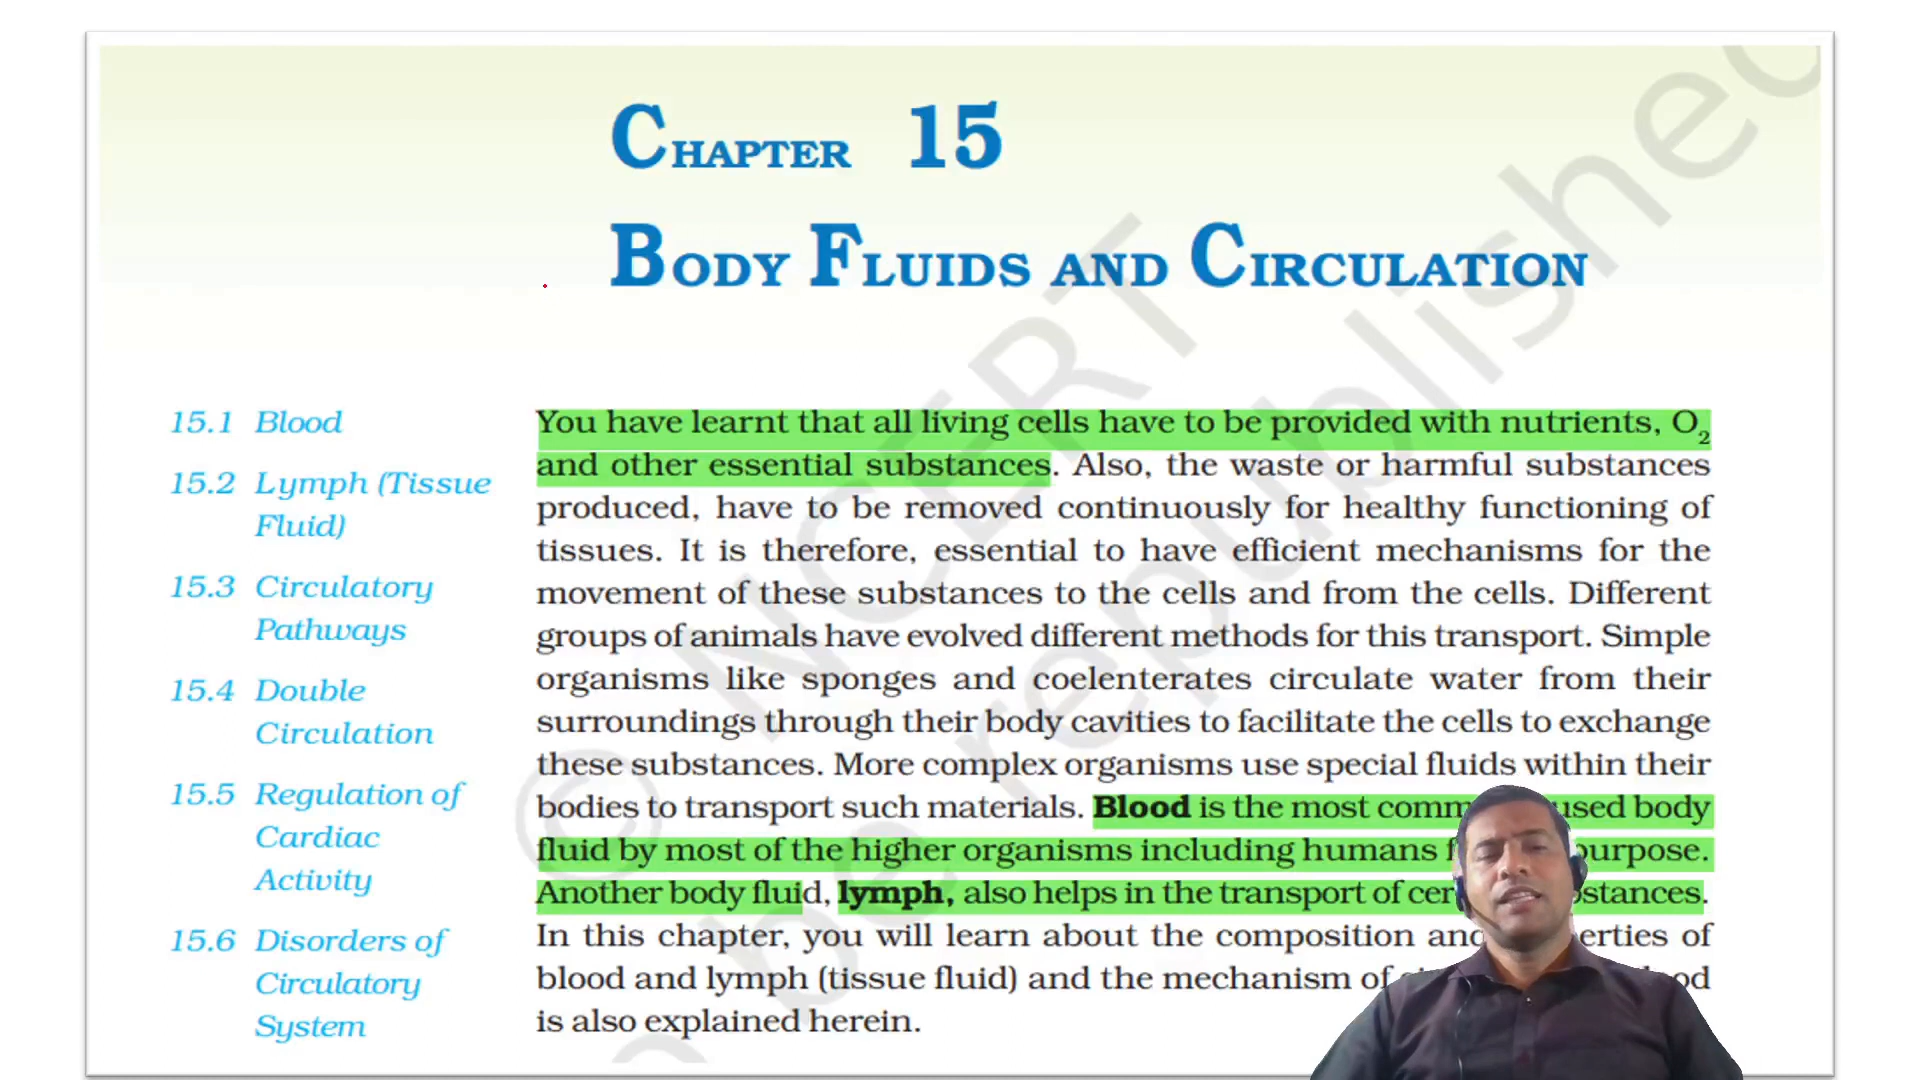 CHAPTER 15
BODY FLUIDS AND CIRCULATION
15.1 Blood
15.2 Lymph (Tissue
Fluid)
15.3 Circulatory
Pathways
15.4 Double
Circulation
15.5 Regulation of
Cardiac
Activity
15.6 Disorders of
Circulatory
System
You have learnt that all living cells have to be provided with nutrients, O₂
and other essential substances. Also, the waste or harmful substances
produced, have to be removed continuously for healthy functioning of
tissues. It is therefore, essential to have efficient mechanisms for the
movement of these substances to the cells and from the cells. Different
groups of animals have evolved different methods for this transport. Simple
organisms like sponges and coelenterates circulate water from their
surroundings through their body cavities to facilitate the cells to exchange
these substances. More complex organisms use special fluids within their
bodies to transport such materials. Blood is the most used body
fluid by most of the higher organisms including humans purpose.
Another body fluid, lymph, also helps in the transport of
In this chapter, you will learn about the composition and of
blood and lymph (tissue fluid) and the mechanism of
is also explained herein.
© NCERT
be republished